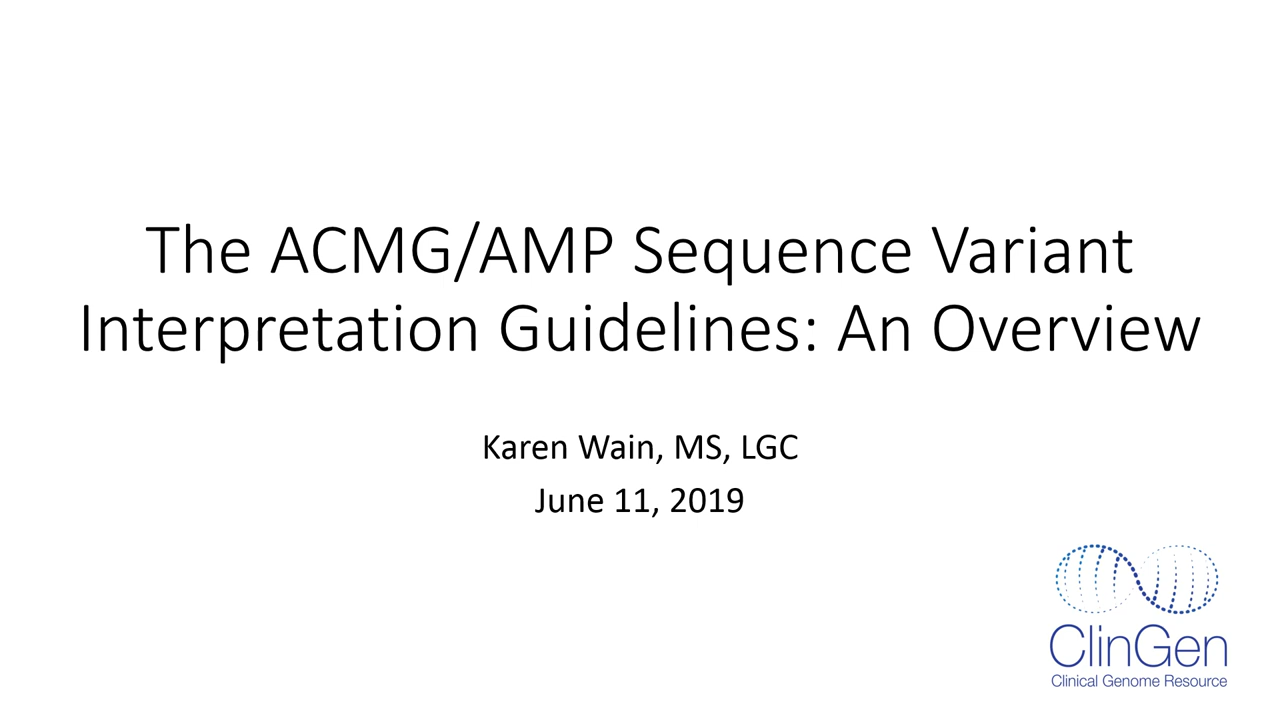 The ACMG/AMP Sequence Variant
Interpretation Guidelines: An Overview
Karen Wain, MS, LGC
June 11, 2019
ClinGen
Clinical Genome Resource